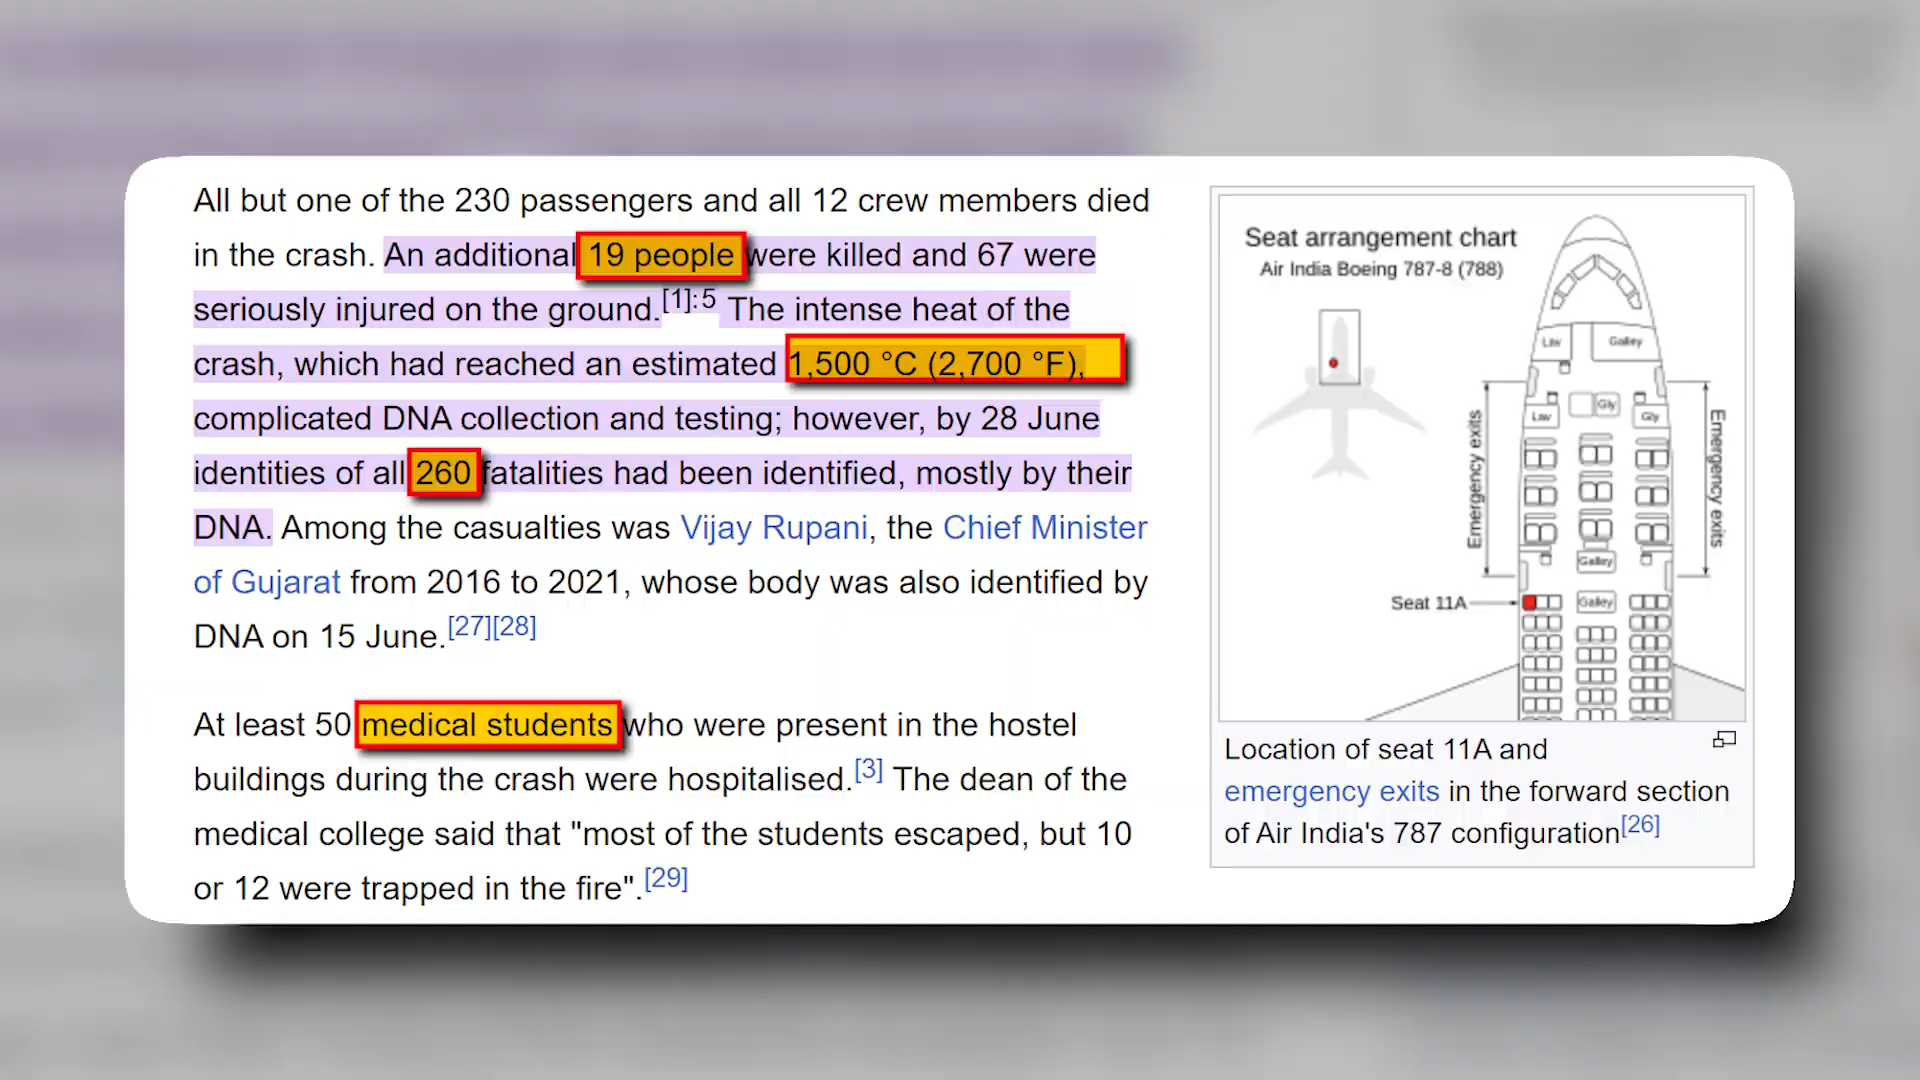 All but one of the 230 passengers and all 12 crew members died
in the crash. An additional 19 people were killed and 67 were
seriously injured on the ground.[1]:5 The intense heat of the
crash, which had reached an estimated 1,500 °C (2,700 °F),
complicated DNA collection and testing; however, by 28 June
identities of all 260 fatalities had been identified, mostly by their
DNA. Among the casualties was Vijay Rupani, the Chief Minister
of Gujarat from 2016 to 2021, whose body was also identified by
DNA on 15 June.[27][28]
At least 50 medical students who were present in the hostel
buildings during the crash were hospitalised.[3] The dean of the
medical college said that "most of the students escaped, but 10
or 12 were trapped in the fire".[29]
Seat arrangement chart
Air India Boeing 787-8 (788)
Lav
Galley
Gly
Lav
Gly
Emergency exits
Emergency exits
Galley
Seat 11A
Galley
Location of seat 11A and
emergency exits in the forward section
of Air India's 787 configuration[26]